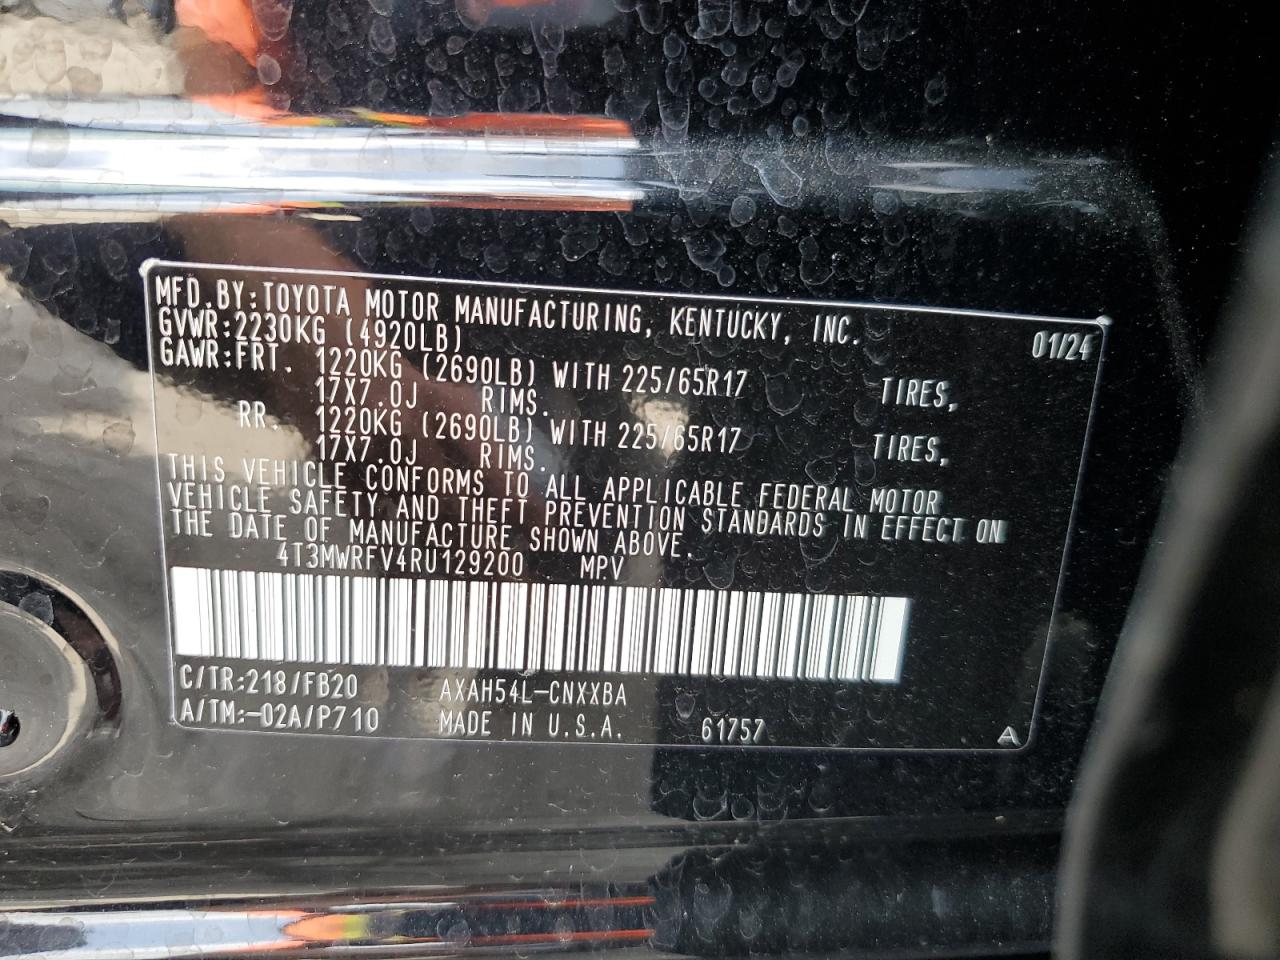 MFD.BY:TOYOTA MOTOR MANUFACTURING, KENTUCKY, INC. 01/24
GVWR:2230KG (4920LB)
GAWR:FRT. 1220KG (2690LB) WITH 225/65R17 TIRES,
17X7.0J RIMS.
RR. 1220KG (2690LB) WITH 225/65R17 TIRES,
17X7.0J RIMS.
THIS VEHICLE CONFORMS TO ALL APPLICABLE FEDERAL MOTOR
VEHICLE SAFETY AND THEFT PREVENTION STANDARDS IN EFFECT ON
THE DATE OF MANUFACTURE SHOWN ABOVE.
4T3MWRFV4RU129200 MPV
C/TR:218/FB20 AXAH54L-CNXXBA
A/TM:-02A/P710 MADE IN U.S.A. 61757 A